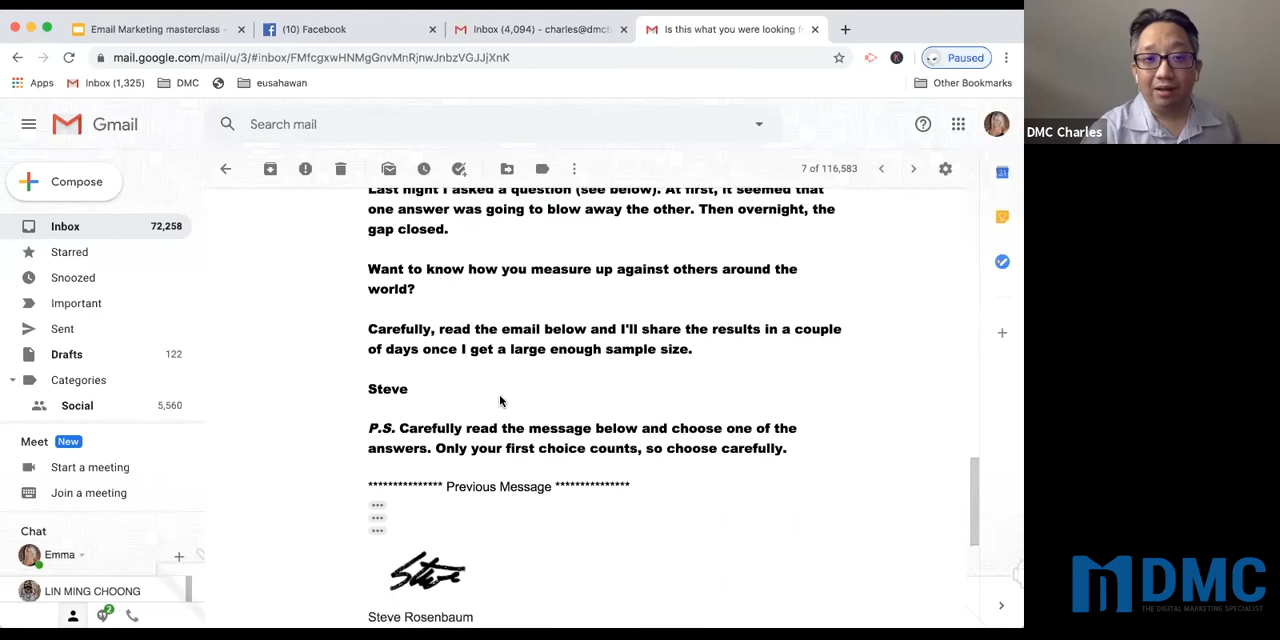 Email Marketing masterclass -
(10) Facebook
Inbox (4,094) - charles@dmct
Is this what you were looking f
mail.google.com/mail/u/3/#inbox/FMfcgxwHNMgGnvMnRjnwJnbzVGJJjXnK
Paused
Apps
Inbox (1,325)
DMC
eusahawan
Other Bookmarks
Gmail
Search mail
DMC Charles
Compose
7 of 116,583
Inbox 72,258
Starred
Snoozed
Important
Sent
Drafts 122
Categories
Social 5,560
Meet New
Start a meeting
Join a meeting
Chat
Emma
LIN MING CHOONG
2
Last night I asked a question (see below). At first, it seemed that
one answer was going to blow away the other. Then overnight, the
gap closed.
Want to know how you measure up against others around the
world?
Carefully, read the email below and I'll share the results in a couple
of days once I get a large enough sample size.
Steve
P.S. Carefully read the message below and choose one of the
answers. Only your first choice counts, so choose carefully.
*************** Previous Message ***************
Steve
Steve Rosenbaum
31
DMC
THE DIGITAL MARKETING SPECIALIST